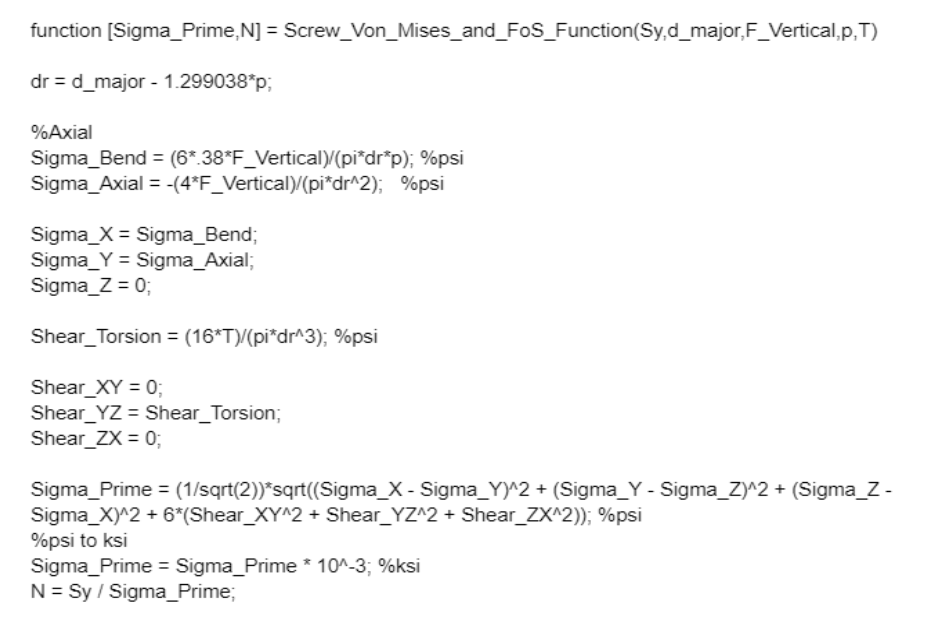 function [Sigma_Prime,N] = Screw_Von_Mises_and_FoS_Function(Sy,d_major,F_Vertical,p,T)
dr = d_major - 1.299038*p;
%Axial
Sigma_Bend = (6*.38*F_Vertical)/(pi*dr*p); %psi
Sigma_Axial = -(4*F_Vertical)/(pi*dr^2);   %psi
Sigma_X = Sigma_Bend;
Sigma_Y = Sigma_Axial;
Sigma_Z = 0;
Shear_Torsion = (16*T)/(pi*dr^3); %psi
Shear_XY = 0;
Shear_YZ = Shear_Torsion;
Shear_ZX = 0;
Sigma_Prime = (1/sqrt(2))*sqrt((Sigma_X - Sigma_Y)^2 + (Sigma_Y - Sigma_Z)^2 + (Sigma_Z -
Sigma_X)^2 + 6*(Shear_XY^2 + Shear_YZ^2 + Shear_ZX^2)); %psi
%psi to ksi
Sigma_Prime = Sigma_Prime * 10^-3; %ksi
N = Sy / Sigma_Prime;